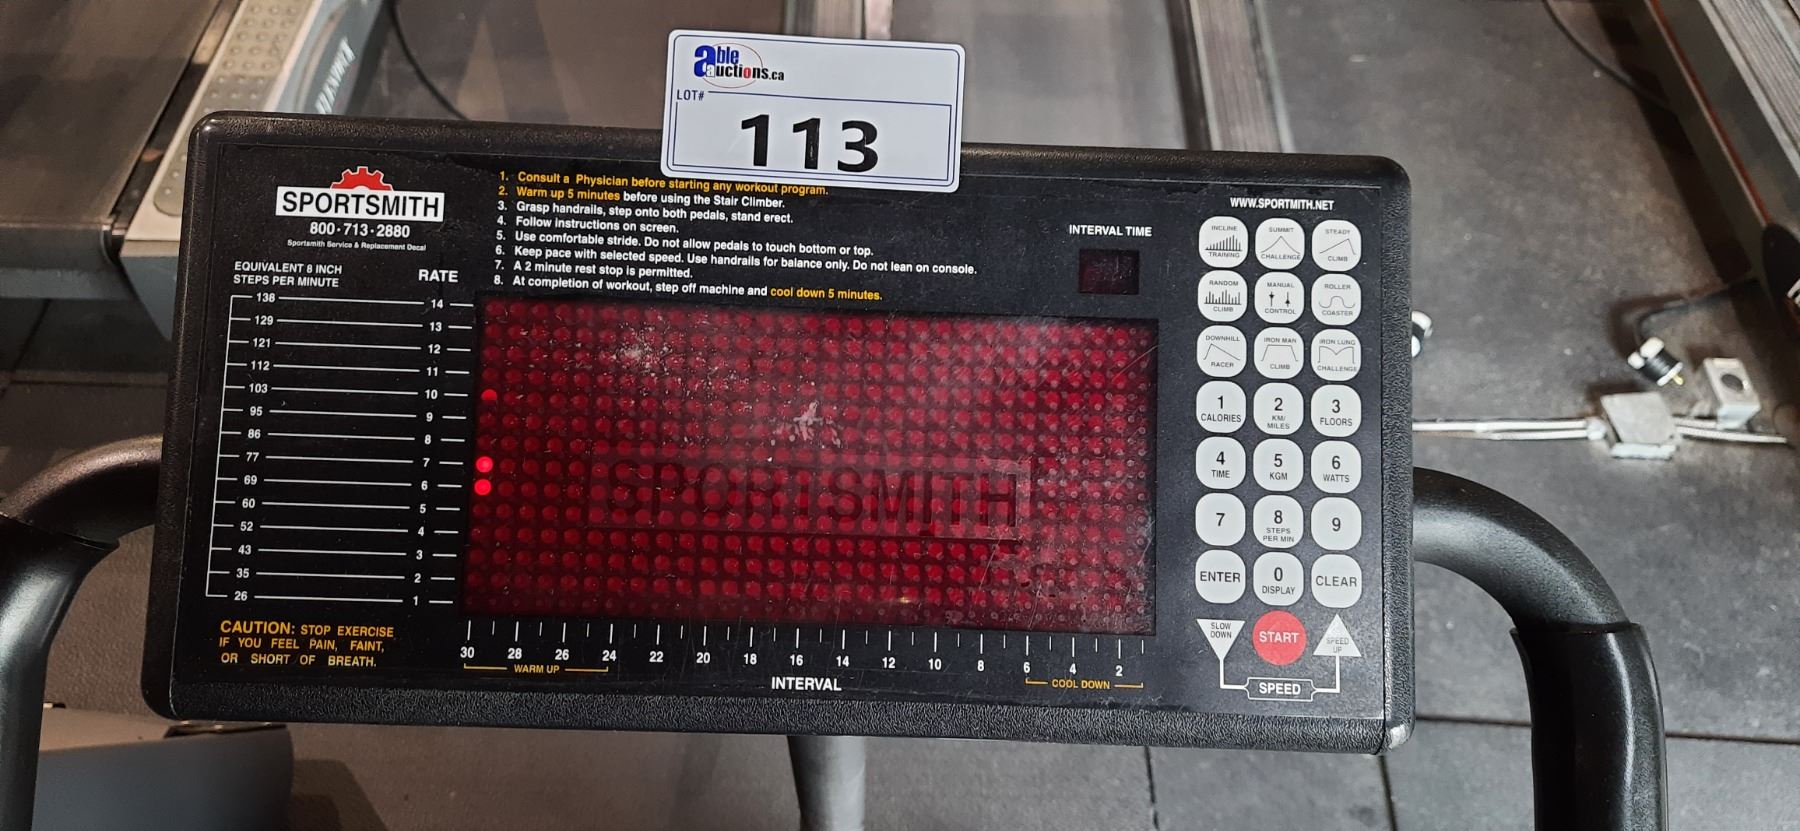 able
auctions.ca
LOT#
113
SPORTSMITH
800·713·2880
Sportsmith Service & Replacement Decal
1. Consult a Physician before starting any workout program.
2. Warm up 5 minutes before using the Stair Climber.
3. Grasp handrails, step onto both pedals, stand erect.
4. Follow instructions on screen.
5. Use comfortable stride. Do not allow pedals to touch bottom or top.
6. Keep pace with selected speed. Use handrails for balance only. Do not lean on console.
7. A 2 minute rest stop is permitted.
8. At completion of workout, step off machine and cool down 5 minutes.
INTERVAL TIME
WWW.SPORTMITH.NET
EQUIVALENT 8 INCH
STEPS PER MINUTE
RATE
138 14
129 13
121 12
112 11
103 10
95 9
86 8
77 7
69 6
60 5
52 4
43 3
35 2
26 1
SPORTSMITH
CAUTION: STOP EXERCISE
IF YOU FEEL PAIN, FAINT,
OR SHORT OF BREATH.
30 28 26 24 22 20 18 16 14 12 10 8 6 4 2
WARM UP
COOL DOWN
INTERVAL
INCLINE
TRAINING
SUMMIT
CHALLENGE
STEADY
CLIMB
RANDOM
CLIMB
MANUAL
CONTROL
ROLLER
COASTER
DOWNHILL
RACER
IRON MAN
CLIMB
IRON LUNG
CHALLENGE
1
CALORIES
2
KM/
MILES
3
FLOORS
4
TIME
5
KGM
6
WATTS
7
8
STEPS
PER MIN
9
ENTER
0
DISPLAY
CLEAR
SLOW
DOWN
START
SPEED
UP
SPEED